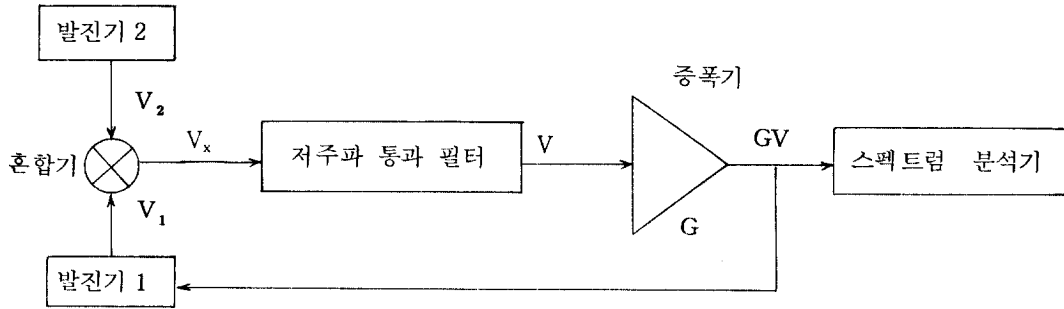 발진기 2
증폭기
V₂
혼합기
Vₓ
저주파 통과 필터
V
GV
스펙트럼 분석기
V₁
G
발진기 1